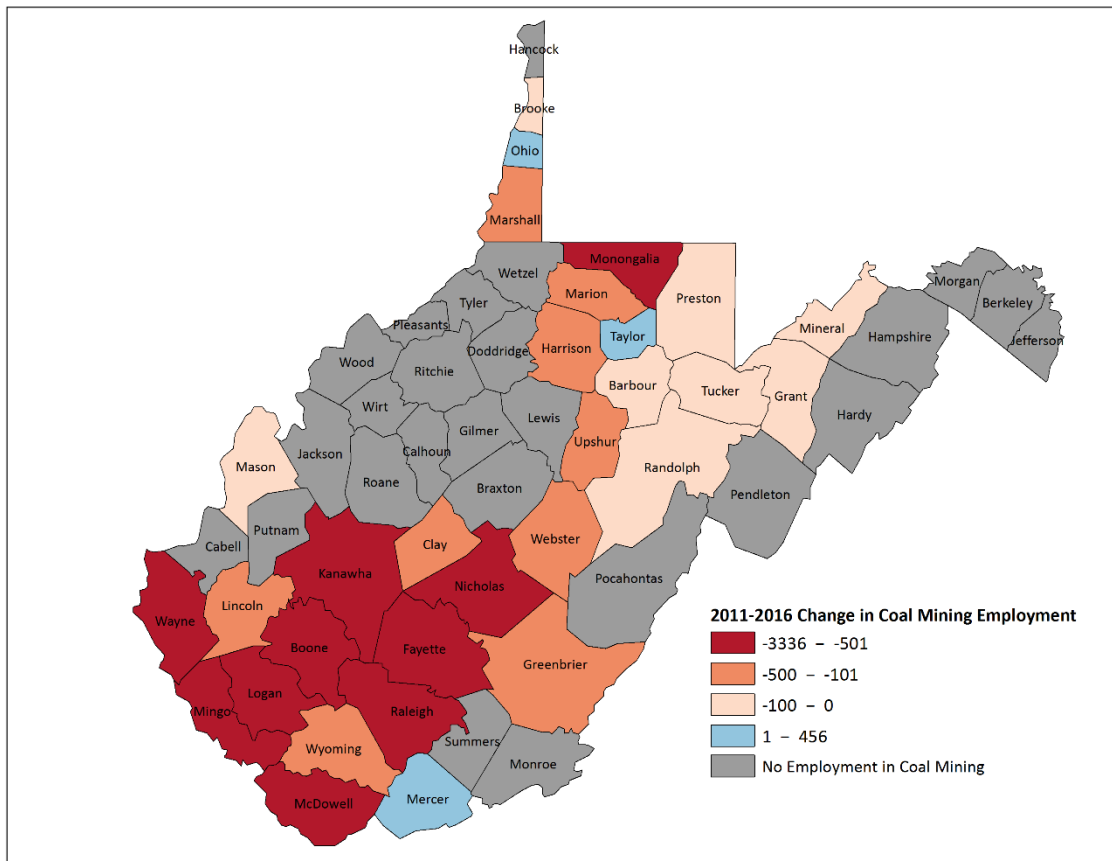 Hancock
Brooke
Ohio
Marshall
Wetzel
Monongalia
Marion
Preston
Tyler
Pleasants
Taylor
Harrison
Doddridge
Wood
Ritchie
Mineral
Morgan
Berkeley
Jefferson
Hampshire
Barbour
Tucker
Grant
Wirt
Lewis
Hardy
Gilmer
Upshur
Calhoun
Jackson
Mason
Randolph
Roane
Braxton
Pendleton
Putnam
Cabell
Clay
Webster
Kanawha
Nicholas
Pocahontas
Lincoln
Wayne
Boone
Fayette
Greenbrier
Logan
Mingo
Raleigh
Summers
Wyoming
Monroe
McDowell
Mercer
2011-2016 Change in Coal Mining Employment
-3336 – -501
-500 – -101
-100 – 0
1 – 456
No Employment in Coal Mining